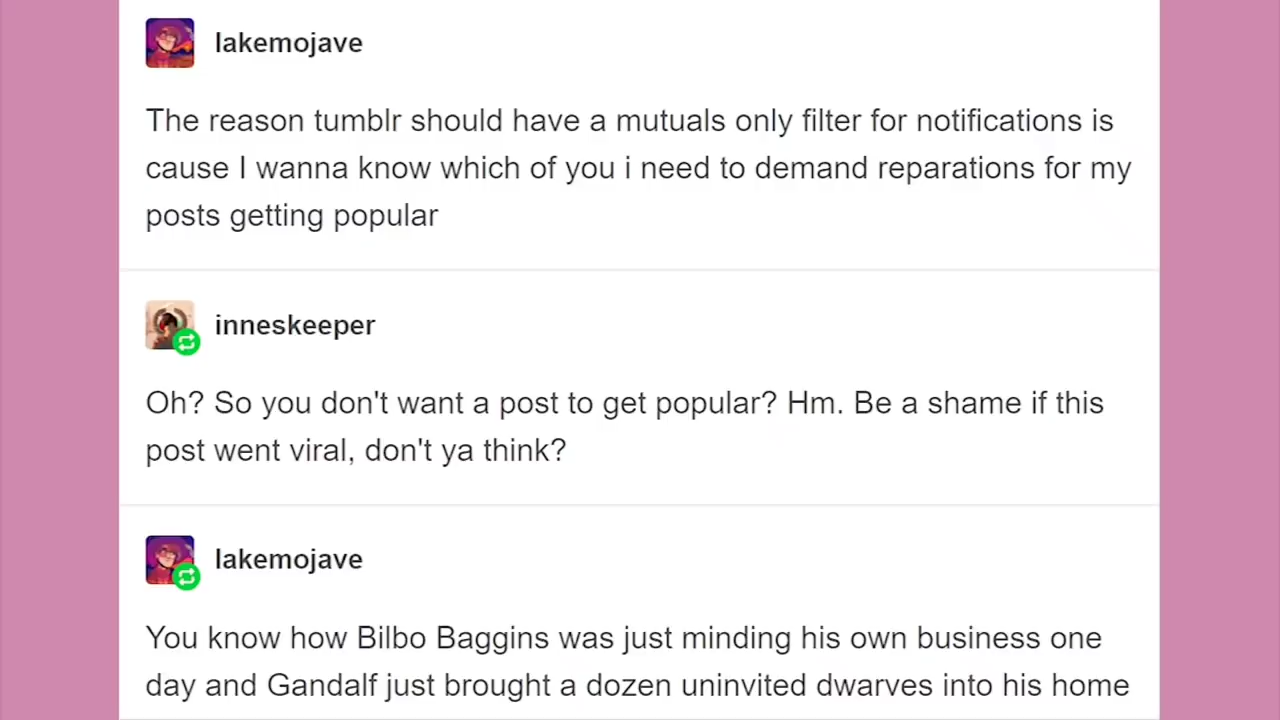 lakemojave
The reason tumblr should have a mutuals only filter for notifications is
cause I wanna know which of you i need to demand reparations for my
posts getting popular
inneskeeper
Oh? So you don't want a post to get popular? Hm. Be a shame if this
post went viral, don't ya think?
lakemojave
You know how Bilbo Baggins was just minding his own business one
day and Gandalf just brought a dozen uninvited dwarves into his home